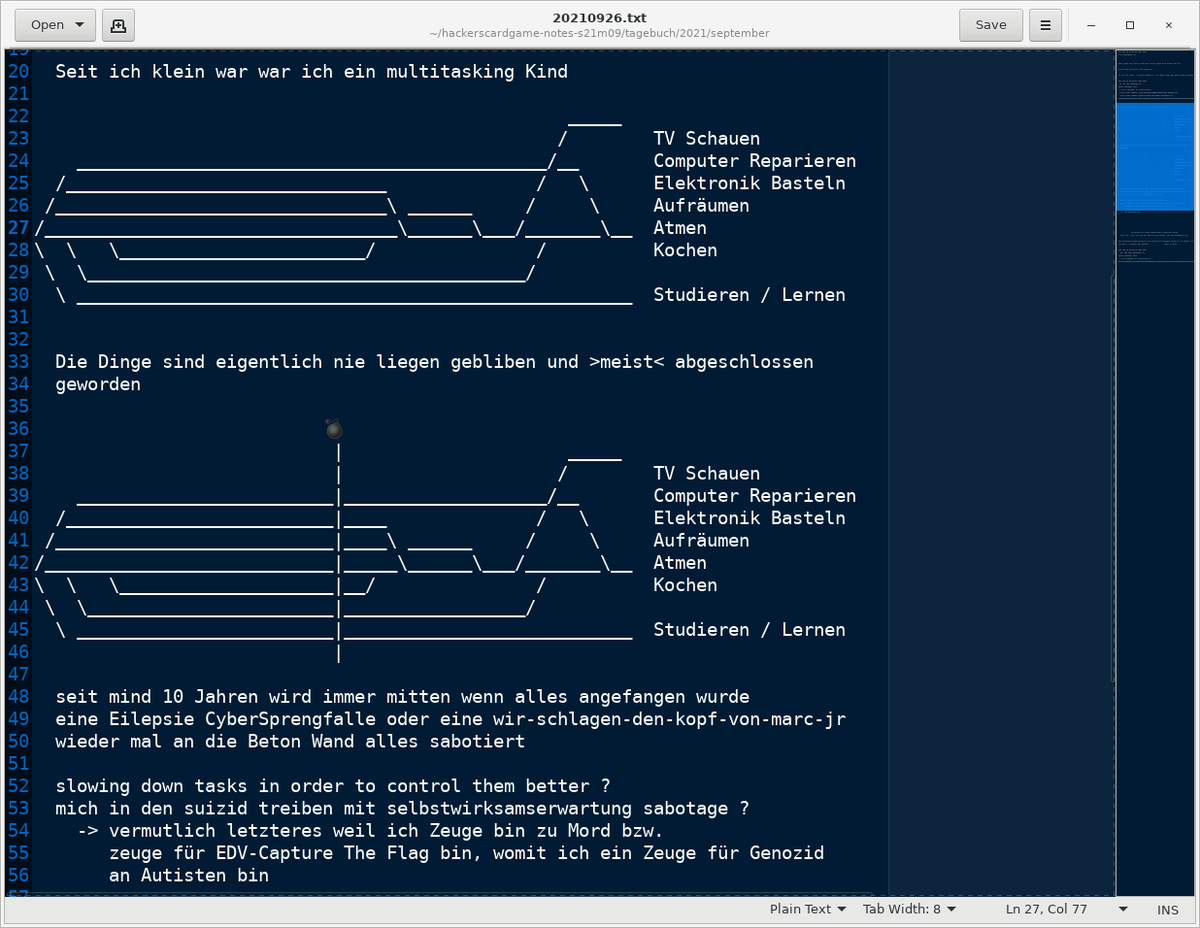 Open
20210926.txt
~/hackerscardgame-notes-s21m09/tagebuch/2021/september
Save
19
20 Seit ich klein war war ich ein multitasking Kind
21
22
23 TV Schauen
24 Computer Reparieren
25 Elektronik Basteln
26 Aufräumen
27 Atmen
28 Kochen
29
30 Studieren / Lernen
31
32
33 Die Dinge sind eigentlich nie liegen gebliben und >meist< abgeschlossen
34 geworden
35
36
37
38 TV Schauen
39 Computer Reparieren
40 Elektronik Basteln
41 Aufräumen
42 Atmen
43 Kochen
44
45 Studieren / Lernen
46
47
48 seit mind 10 Jahren wird immer mitten wenn alles angefangen wurde
49 eine Eilepsie CyberSprengfalle oder eine wir-schlagen-den-kopf-von-marc-jr
50 wieder mal an die Beton Wand alles sabotiert
51
52 slowing down tasks in order to control them better ?
53 mich in den suizid treiben mit selbstwirksamserwartung sabotage ?
54 -> vermutlich letzteres weil ich Zeuge bin zu Mord bzw.
55 zeuge für EDV-Capture The Flag bin, womit ich ein Zeuge für Genozid
56 an Autisten bin
57
Plain Text Tab Width: 8 Ln 27, Col 77 INS